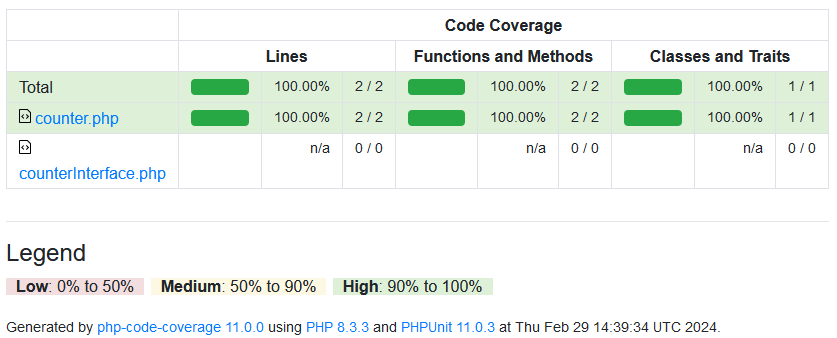 Code Coverage
Lines Functions and Methods Classes and Traits
Total 100.00% 2 / 2 100.00% 2 / 2 100.00% 1 / 1
counter.php 100.00% 2 / 2 100.00% 2 / 2 100.00% 1 / 1
n/a 0 / 0 n/a 0 / 0 n/a 0 / 0
counterInterface.php
Legend
Low: 0% to 50% Medium: 50% to 90% High: 90% to 100%
Generated by php-code-coverage 11.0.0 using PHP 8.3.3 and PHPUnit 11.0.3 at Thu Feb 29 14:39:34 UTC 2024.